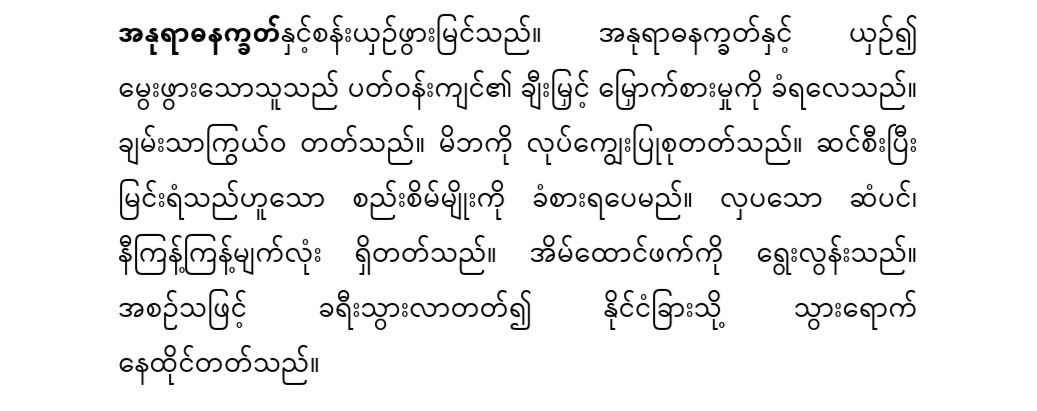 အနုရာဓနက္ခတ်နှင့်စန်းယှဉ်ဖွားမြင်သည်။ အနုရာဓနက္ခတ်နှင့် ယှဉ်၍
မွေးဖွားသောသူသည် ပတ်ဝန်းကျင်၏ ချီးမြှင့် မြှောက်စားမှုကို ခံရလေသည်။
ချမ်းသာကြွယ်ဝ တတ်သည်။ မိဘကို လုပ်ကျွေးပြုစုတတ်သည်။ ဆင်စီးပြီး
မြင်းရံသည်ဟူသော စည်းစိမ်မျိုးကို ခံစားရပေမည်။ လှပသော ဆံပင်၊
နီကြန့်ကြန့်မျက်လုံး ရှိတတ်သည်။ အိမ်ထောင်ဖက်ကို ရွေးလွန်းသည်။
အစဉ်သဖြင့် ခရီးသွားလာတတ်၍ နိုင်ငံခြားသို့ သွားရောက်
နေထိုင်တတ်သည်။